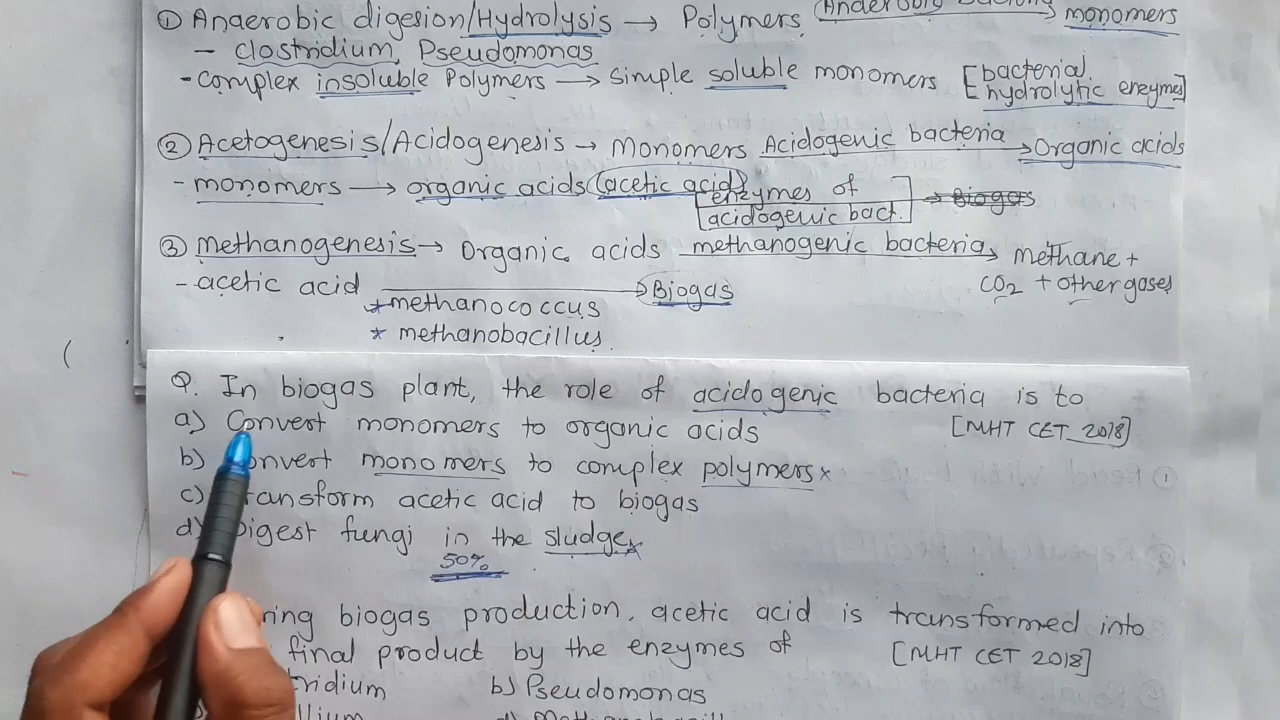 ① Anaerobic digesion/Hydrolysis → Polymers Anaerobic bacteria → monomers
- clostridium, Pseudomonas
- Complex insoluble Polymers → Simple soluble monomers [bacterial
[hydrolytic enzymes]
② Acetogenesis/Acidogenesis → Monomers Acidogenic bacteria → Organic acids
- monomers → organic acids (acetic acid)
[enzymes of
acidogenic bact.] → Biogas
③ methanogenesis → Organic acids methanogenic bacteria → methane +
CO2 + other gases
- acetic acid → Biogas
* methanococcus
* methanobacillus.
Q. In biogas plant, the role of acidogenic bacteria is to
a) Convert monomers to organic acids [MHT CET 2018]
b) monomers to complex polymers x
c) acetic acid to biogas
d) fungi in the sludge x
50%
biogas production, acetic acid is transformed into
final product by the enzymes of [MHT CET 2018]
b) Pseudomonas